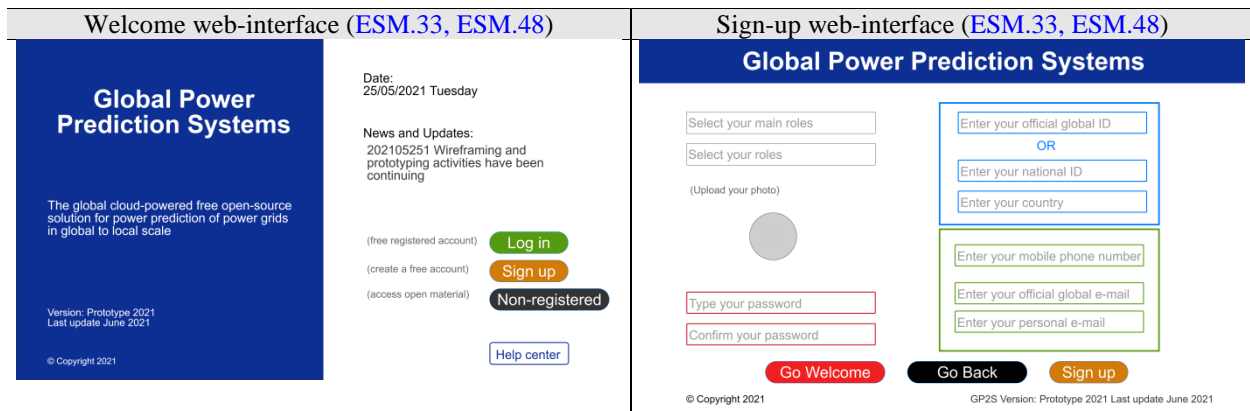 Welcome web-interface (ESM.33, ESM.48)
Global Power
Prediction Systems
The global cloud-powered free open-source
solution for power prediction of power grids
in global to local scale
Version: Prototype 2021
Last update June 2021
© Copyright 2021
Date:
25/05/2021 Tuesday
News and Updates:
202105251 Wireframing and
prototyping activities have been
continuing
(free registered account) Log in
(create a free account) Sign up
(access open material) Non-registered
Help center
Sign-up web-interface (ESM.33, ESM.48)
Global Power Prediction Systems
Select your main roles
Select your roles
(Upload your photo)
Type your password
Confirm your password
Enter your official global ID
OR
Enter your national ID
Enter your country
Enter your mobile phone number
Enter your official global e-mail
Enter your personal e-mail
Go Welcome Go Back Sign up
© Copyright 2021 GP2S Version: Prototype 2021 Last update June 2021